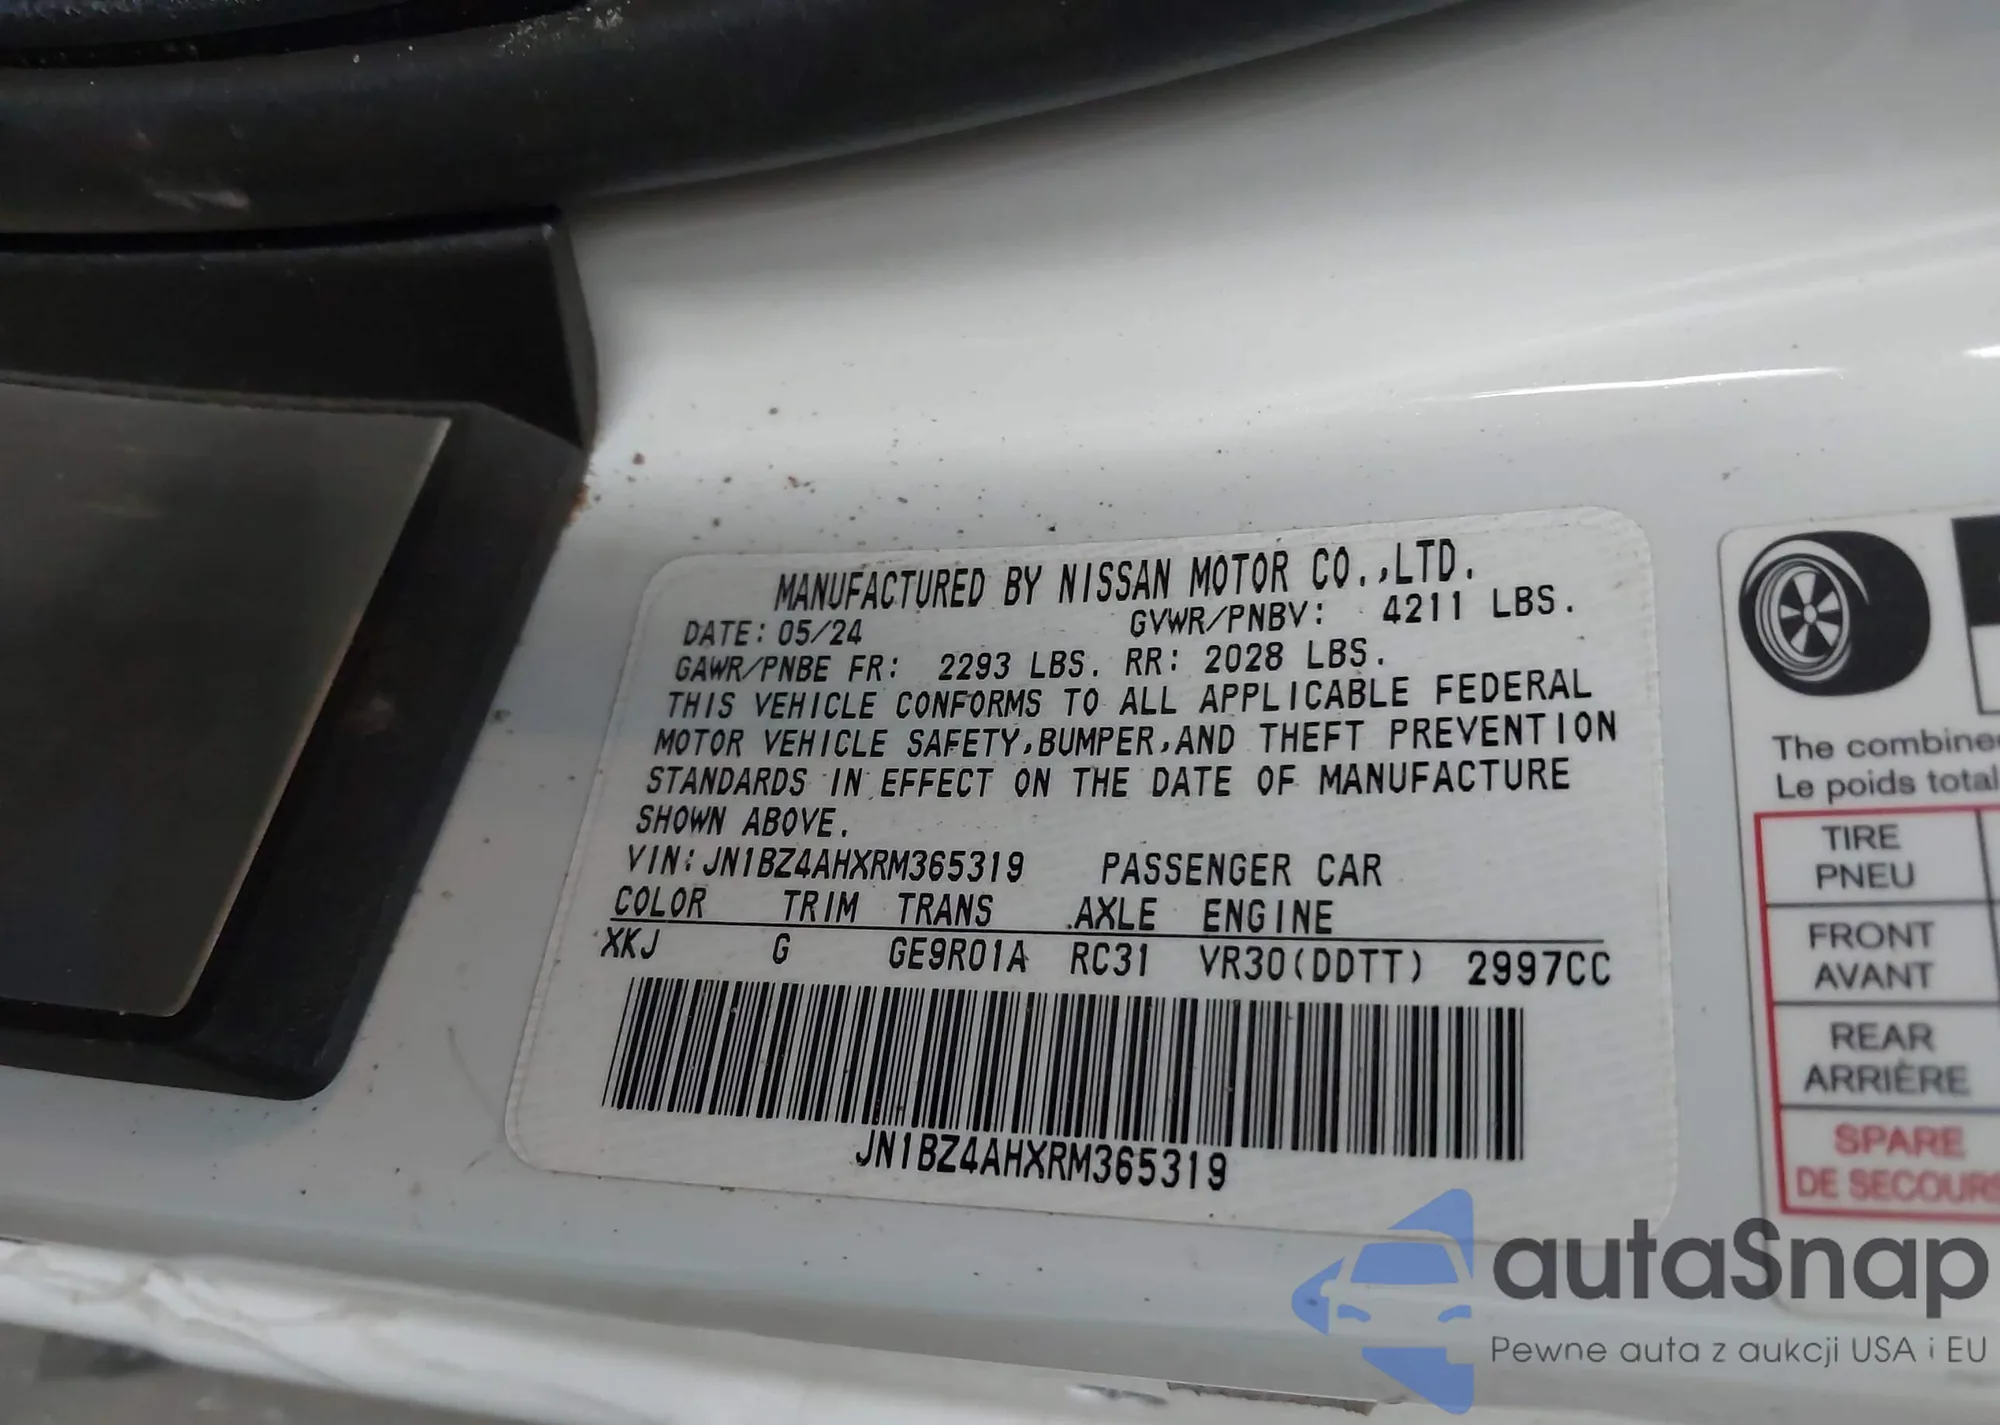 MANUFACTURED BY NISSAN MOTOR CO.,LTD.
DATE: 05/24 GVWR/PNBV: 4211 LBS.
GAWR/PNBE FR: 2293 LBS. RR: 2028 LBS.
THIS VEHICLE CONFORMS TO ALL APPLICABLE FEDERAL
MOTOR VEHICLE SAFETY,BUMPER,AND THEFT PREVENTION
STANDARDS IN EFFECT ON THE DATE OF MANUFACTURE
SHOWN ABOVE.
VIN: JN1BZ4AHXRM365319 PASSENGER CAR
COLOR TRIM TRANS AXLE ENGINE
XKJ G GE9R01A RC31 VR30(DDTT) 2997CC
JN1BZ4AHXRM365319
The combine
Le poids total
TIRE
PNEU
FRONT
AVANT
REAR
ARRIÈRE
SPARE
DE SECOURS
autaSnap
Pewne auta z aukcji USA i EU